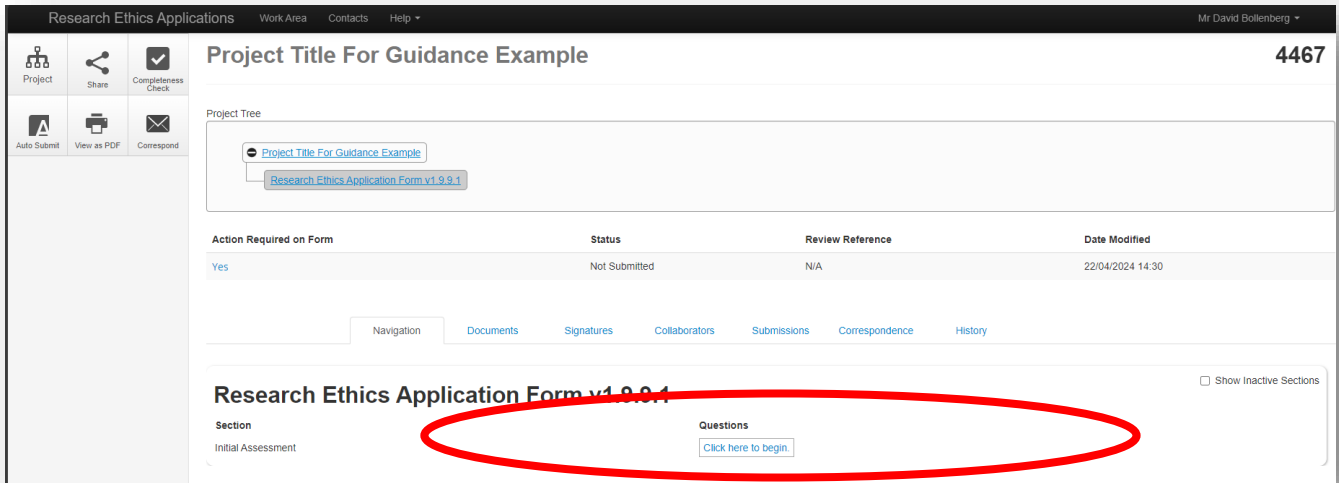 Research Ethics Applications Work Area Contacts Help Mr David Bollenberg
Project Share Completeness Check
Auto Submit View as PDF Correspond
Project Title For Guidance Example 4467
Project Tree
Project Title For Guidance Example
Research Ethics Application Form v1.9.9.1
Action Required on Form Status Review Reference Date Modified
Yes Not Submitted N/A 22/04/2024 14:30
Navigation Documents Signatures Collaborators Submissions Correspondence History
Show Inactive Sections
Research Ethics Application Form v1.9.9.1
Section Questions
Initial Assessment Click here to begin.